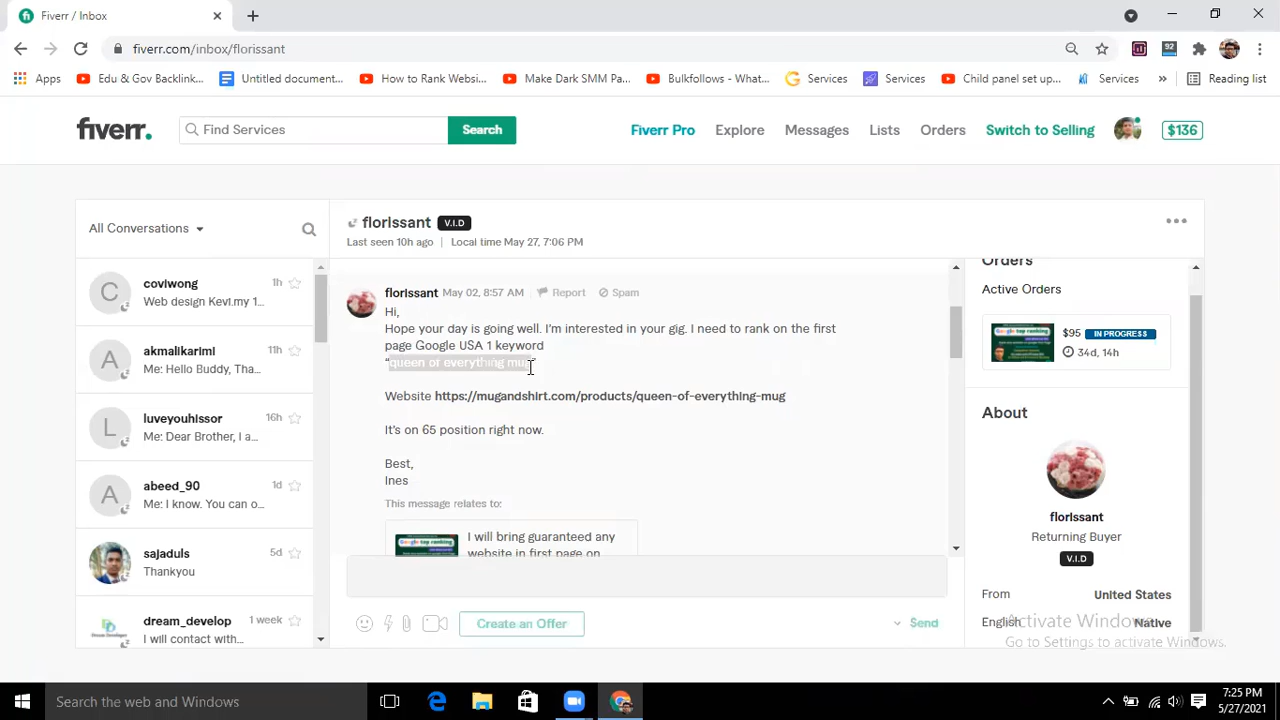 Fiverr / Inbox
fiverr.com/inbox/florissant
92
Apps
Edu & Gov Backlink...
Untitled document...
How to Rank Websi...
Make Dark SMM Pa...
Bulkfollows - What...
Services
Services
Child panel set up...
Services
»
Reading list
fiverr.
Find Services
Search
Fiverr Pro
Explore
Messages
Lists
Orders
Switch to Selling
$136
All Conversations
florissant V.I.D
Last seen 10h ago | Local time May 27, 7:06 PM
C
coviwong
1h
Web design Kevl.my 1...
A
akmalikarimi
11h
Me: Hello Buddy, Tha...
L
luveyouhissor
16h
Me: Dear Brother, I a...
A
abeed_90
1d
Me: I know. You can o...
sajaduls
5d
Thankyou
dream_develop
1 week
I will contact with...
florissant May 02, 8:57 AM Report Spam
Hi,
Hope your day is going well. I'm interested in your gig. I need to rank on the first
page Google USA 1 keyword
"queen of everything mug"
Website https://mugandshirt.com/products/queen-of-everything-mug
It's on 65 position right now.
Best,
Ines
This message relates to:
I will bring guaranteed any
website in first page on
Create an Offer
Send
Orders
Active Orders
$95 IN PROGRESS
34d, 14h
About
florissant
Returning Buyer
V.I.D
From United States
English Native
Activate Windows
Go to Settings to activate Windows.
Search the web and Windows
7:25 PM
5/27/2021